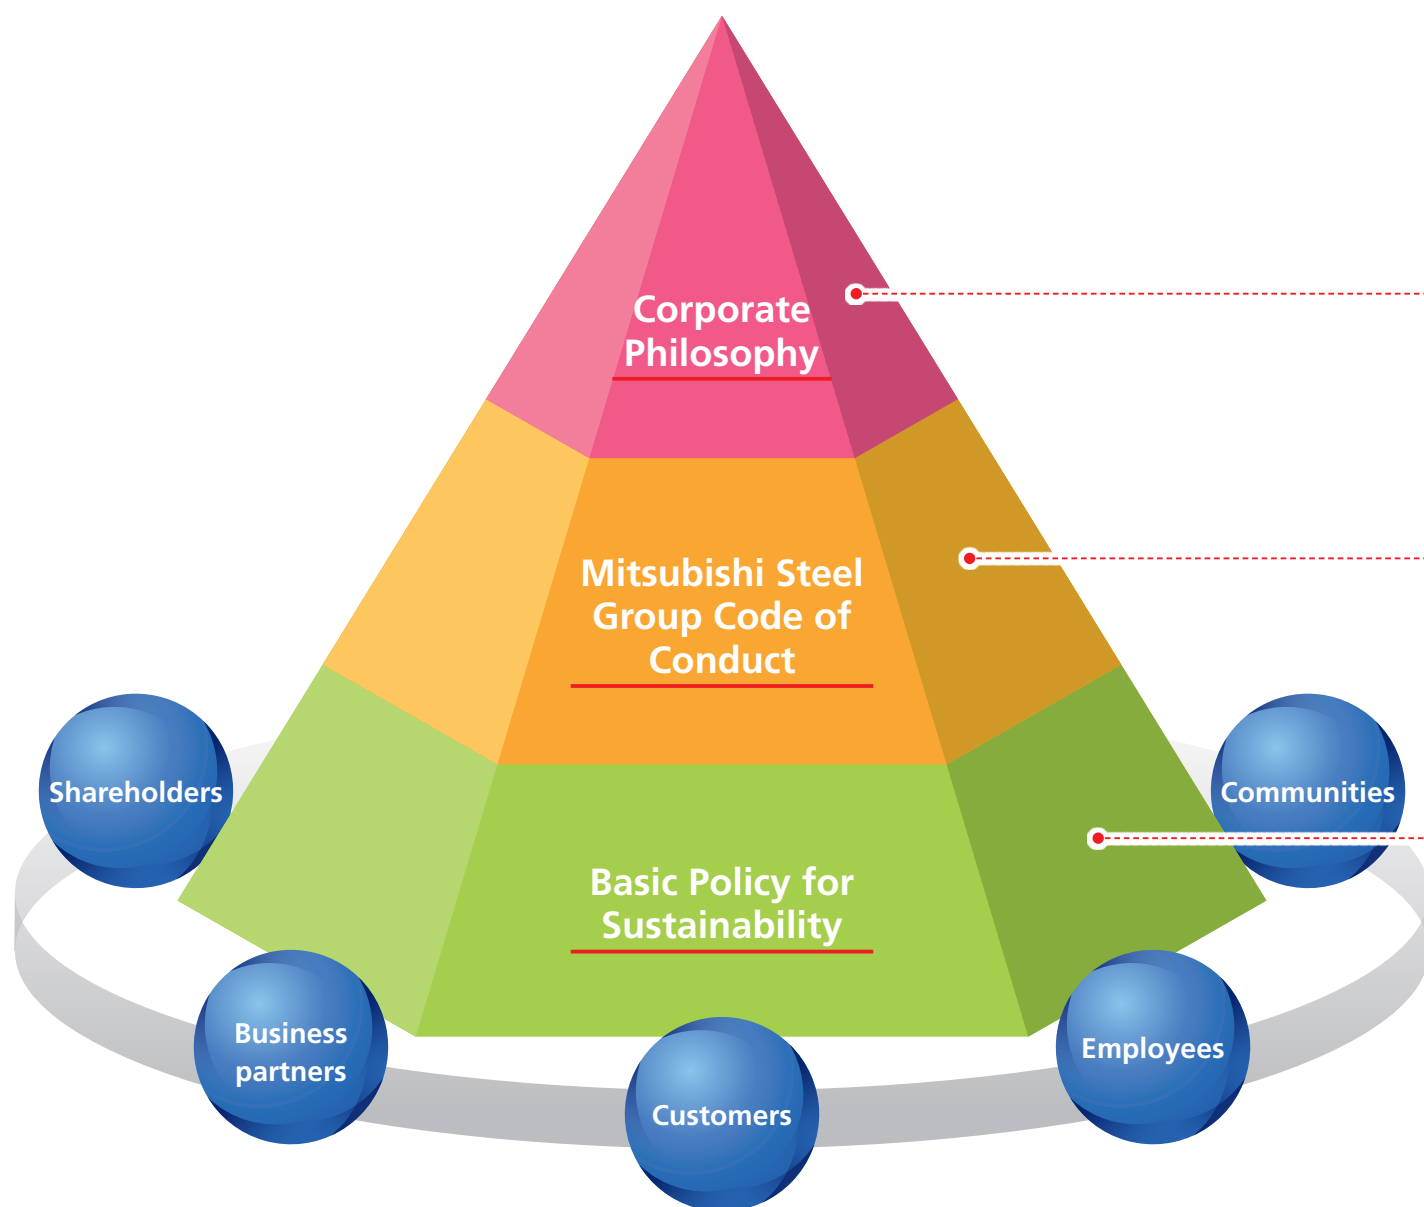 Corporate
Philosophy
Mitsubishi Steel
Group Code of
Conduct
Shareholders
Communities
Basic Policy for
Sustainability
Business
partners
Employees
Customers